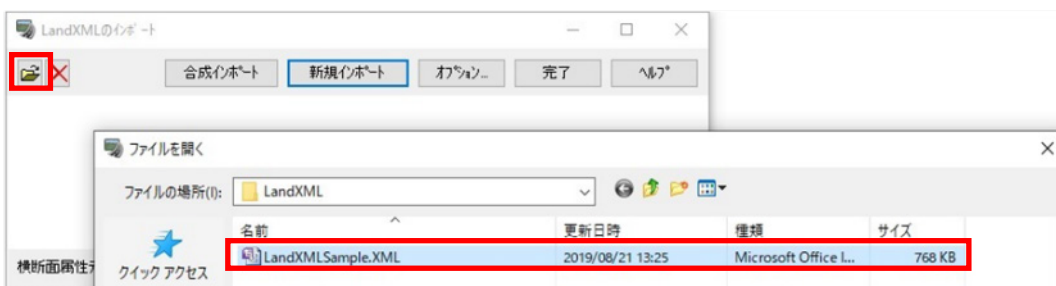 LandXMLのインポート
合成インポート 新規インポート オプション... 完了 ヘルプ
ファイルを開く
ファイルの場所(I): LandXML
名前 更新日時 種類 サイズ
LandXMLSample.XML 2019/08/21 13:25 Microsoft Office I... 768 KB
横断面属性
クイック アクセス